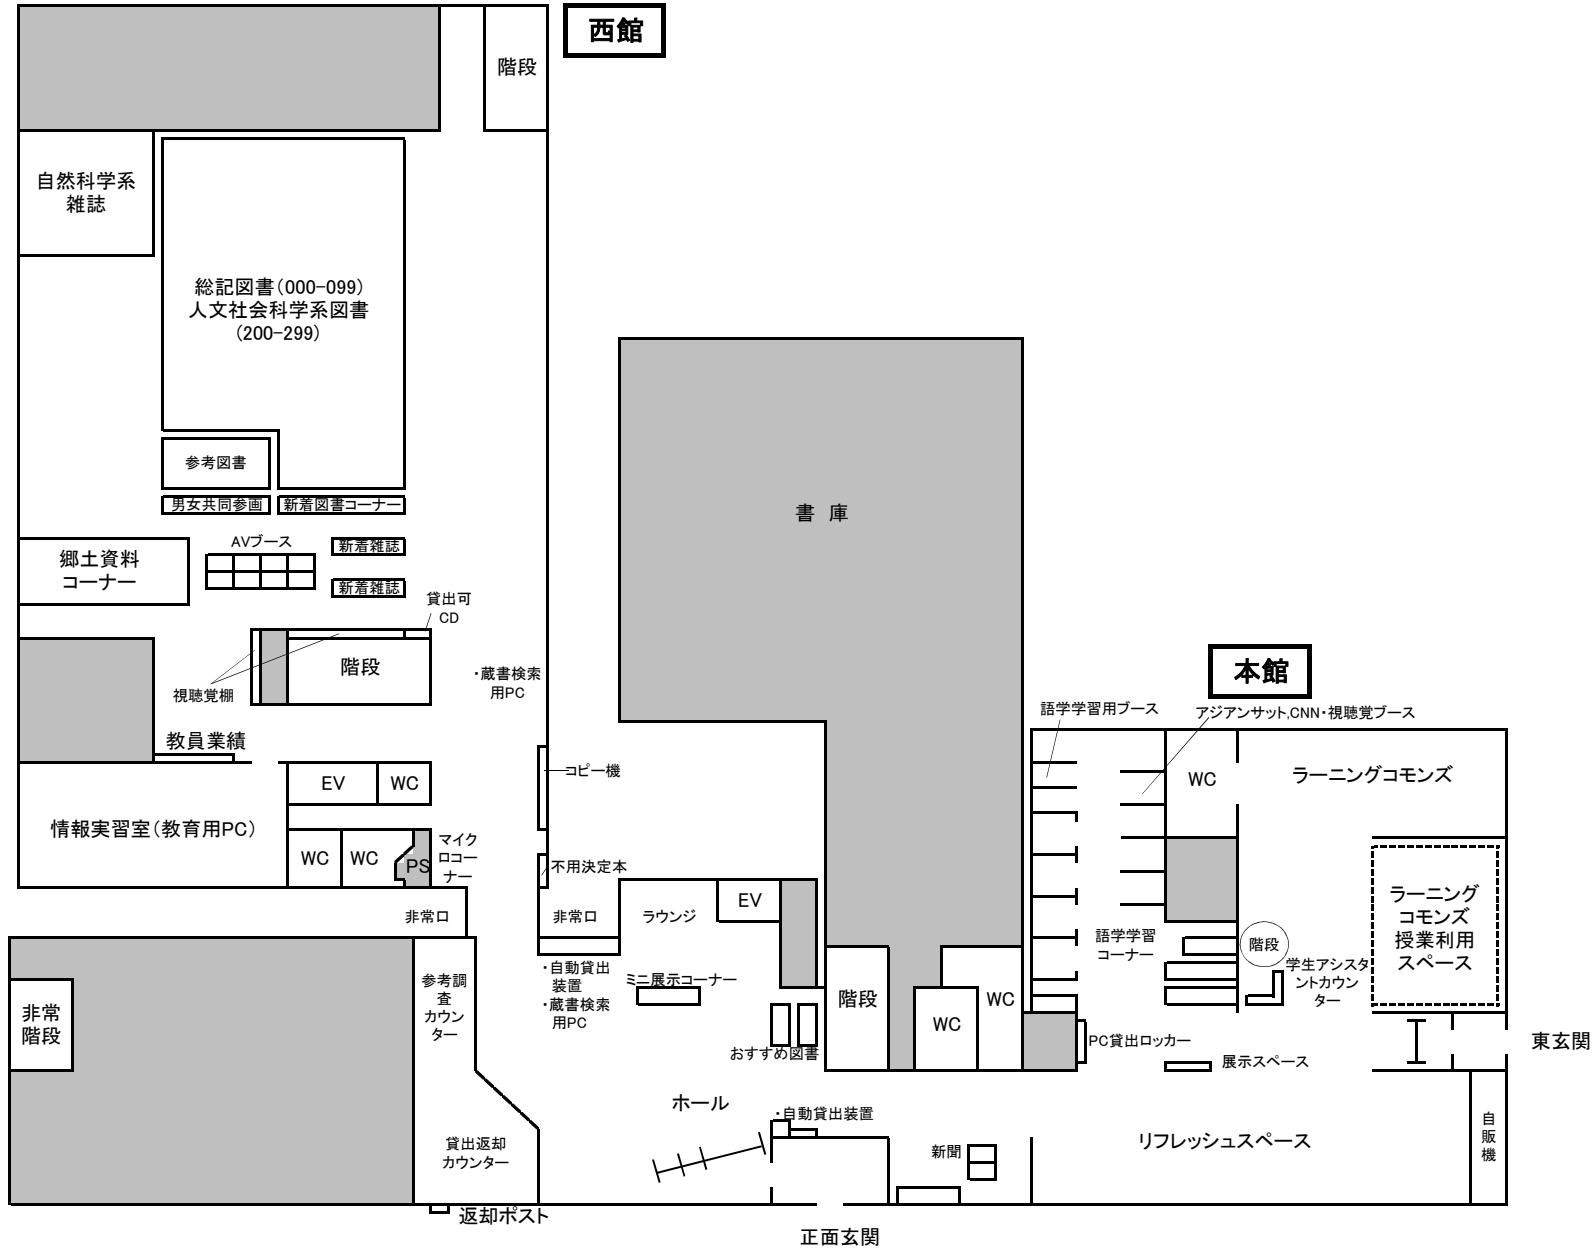 西館
階段
自然科学系
雑誌
総記図書(000-099)
人文社会科学系図書
(200-299)
参考図書
男女共同参画
新着図書コーナー
AVブース
新着雑誌
新着雑誌
郷土資料
コーナー
貸出可
CD
階段
視聴覚棚
・蔵書検索
用PC
教員業績
コピー機
EV
WC
情報実習室(教育用PC)
WC
WC
PS
マイク
ロコー
ナー
不用決定本
非常口
非常口
ラウンジ
EV
書 庫
本館
語学学習用ブース
アジアンサット,CNN・視聴覚ブース
WC
ラーニングコモンズ
ラーニング
コモンズ
授業利用
スペース
語学学習
コーナー
階段
学生アシスタ
ントカウン
ター
・自動貸出
装置
・蔵書検索
用PC
ミニ展示コーナー
おすすめ図書
階段
WC
WC
PC貸出ロッカー
展示スペース
東玄関
非常
階段
参考調
査
カウン
ター
貸出返却
カウンター
ホール
・自動貸出装置
新聞
リフレッシュスペース
自
販
機
返却ポスト
正面玄関